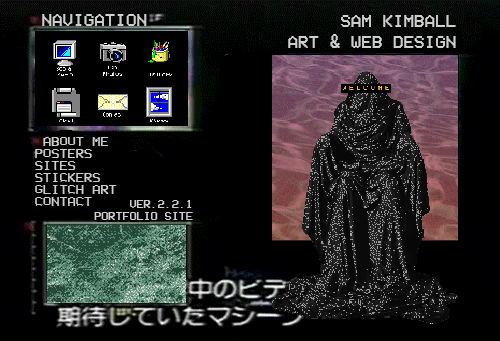 NAVIGATION
SAM KIMBALL
ART & WEB DESIGN
WELCOME
ABOUT ME
POSTERS
SITES
STICKERS
GLITCH ART
CONTACT
VER.2.2.1
PORTFOLIO SITE
中のビデ
期待していたマシーン